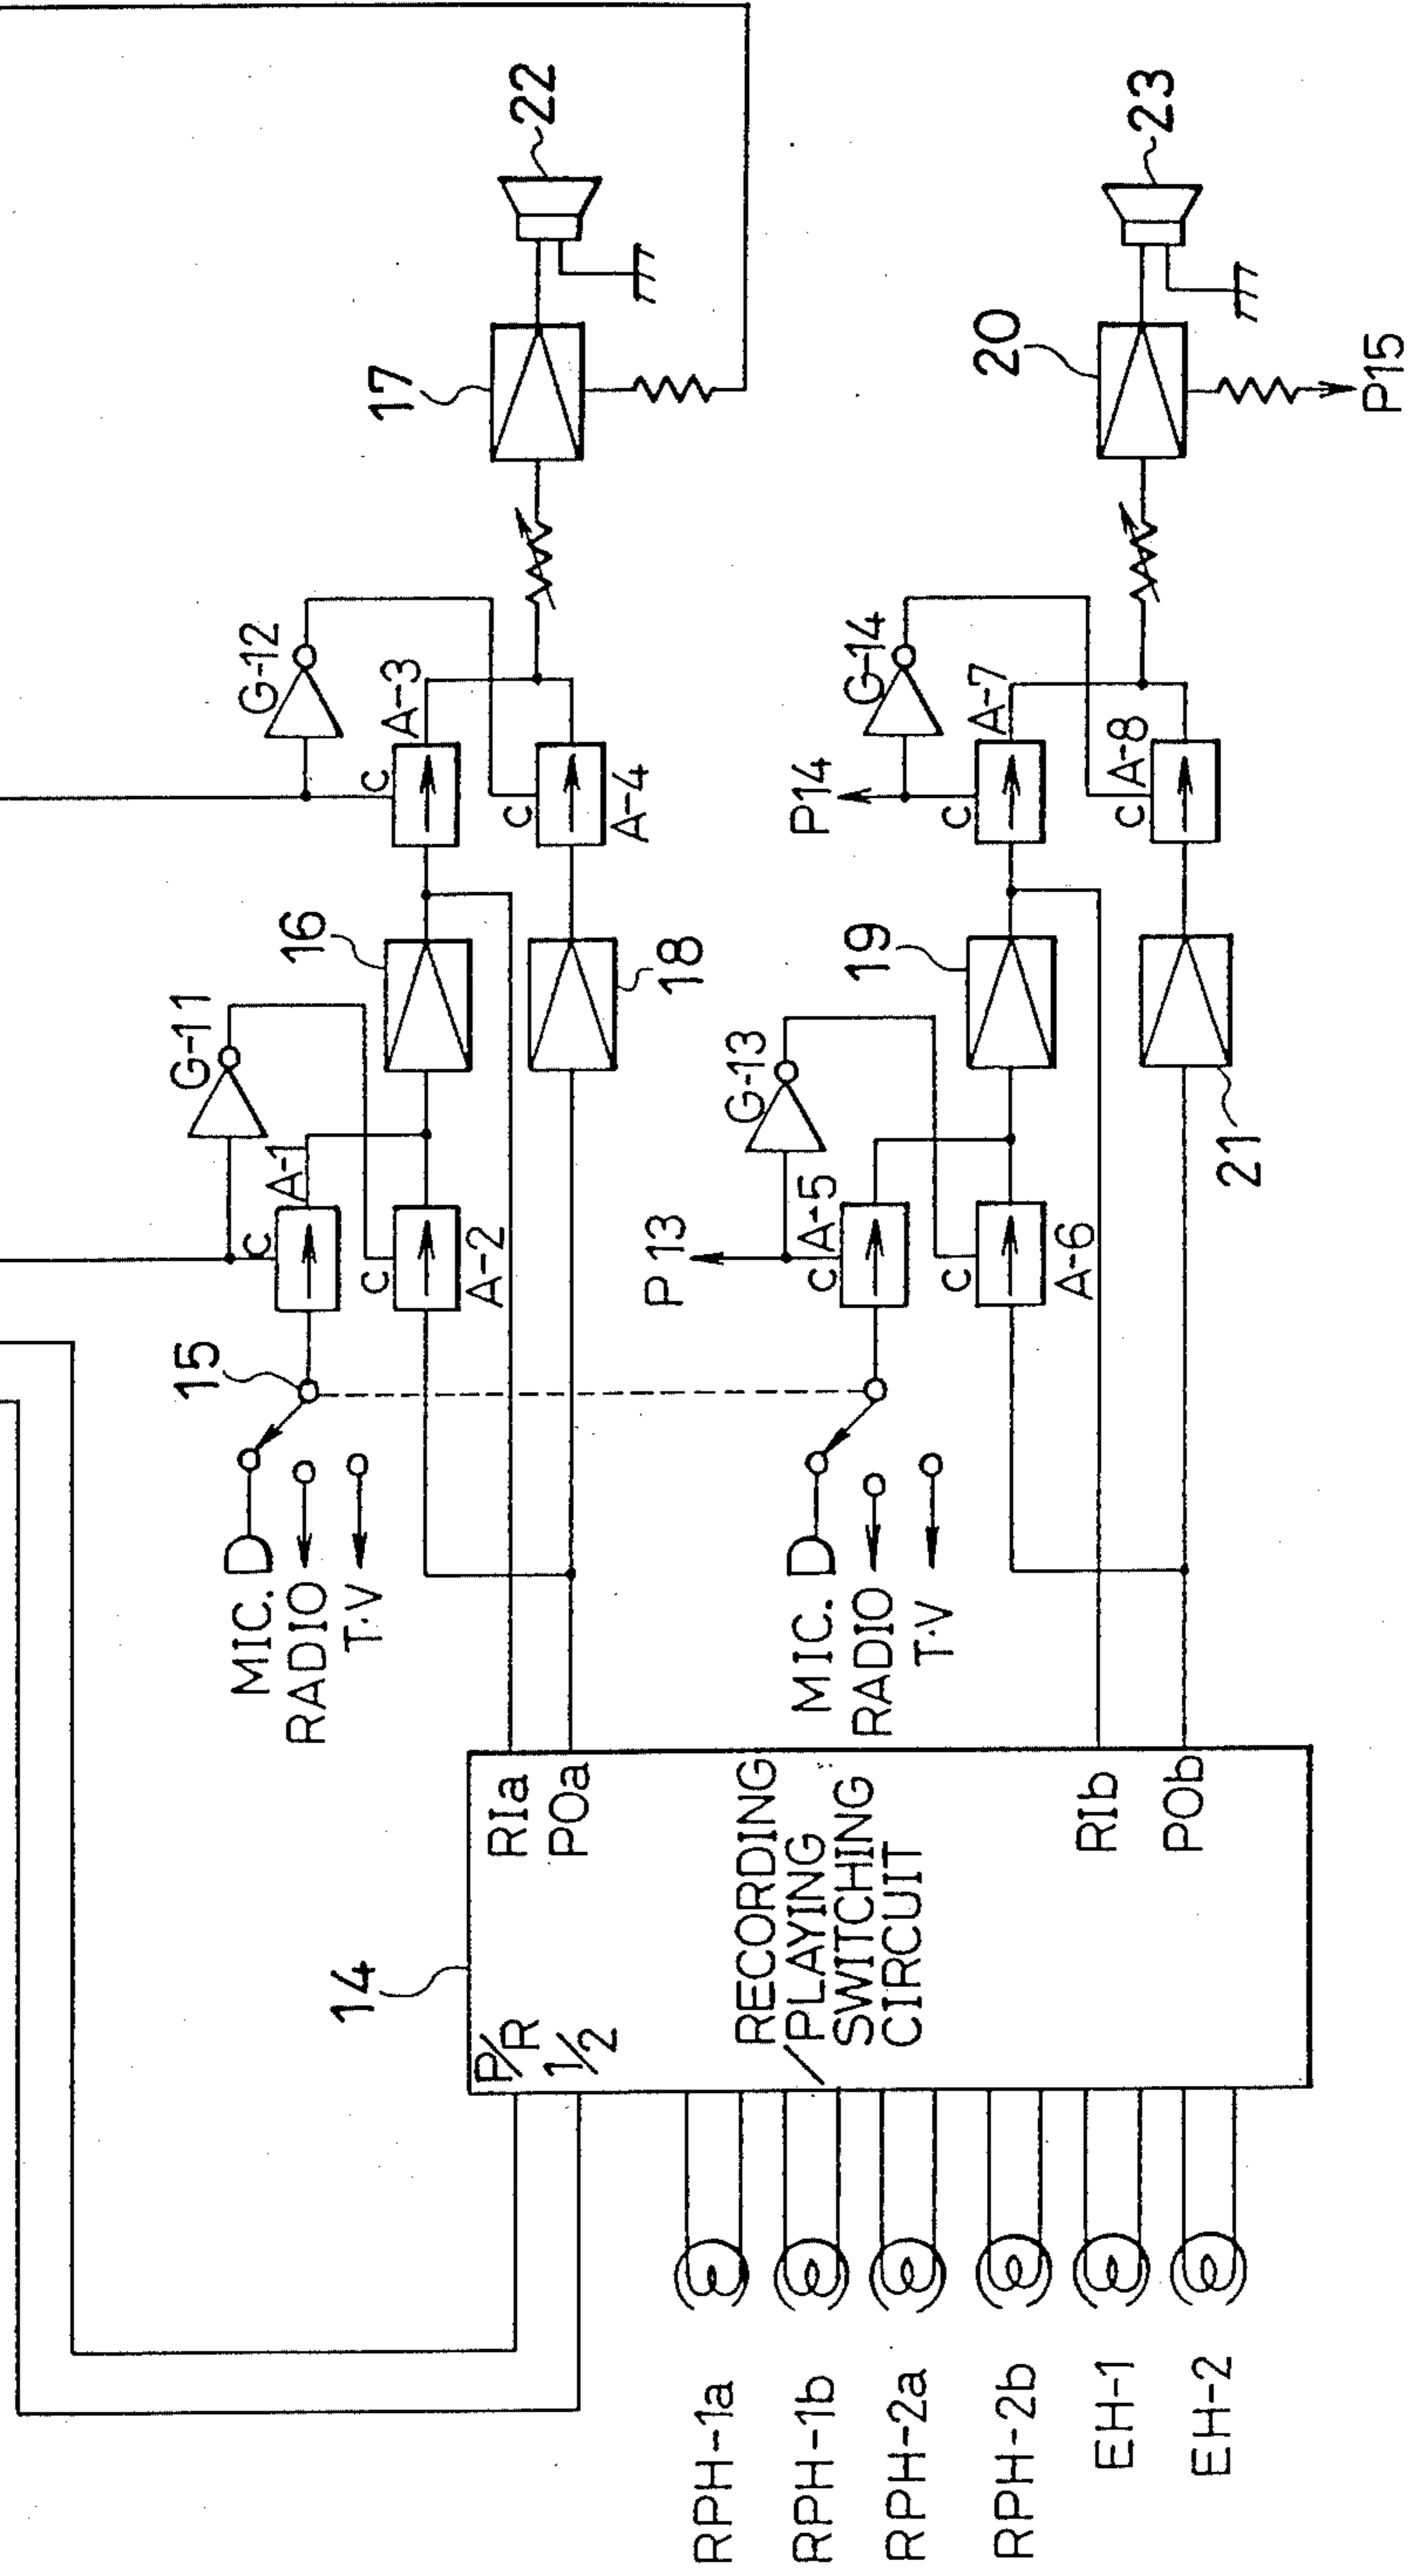 22
17
G-12
A-3
C
C
A-4
16
18
G-11
A-1
C
C
A-2
15
MIC.
RADIO
T.V
23
20
P15
G-14
A-7
P14
C
A-8
C
19
21
G-13
P13
A-5
C
C
A-6
MIC.
RADIO
T.V
14
P/R
1/2
RIa
POa
RECORDING
/PLAYING
SWITCHING
CIRCUIT
RIb
POb
RPH-1a
RPH-1b
RPH-2a
RPH-2b
EH-1
EH-2